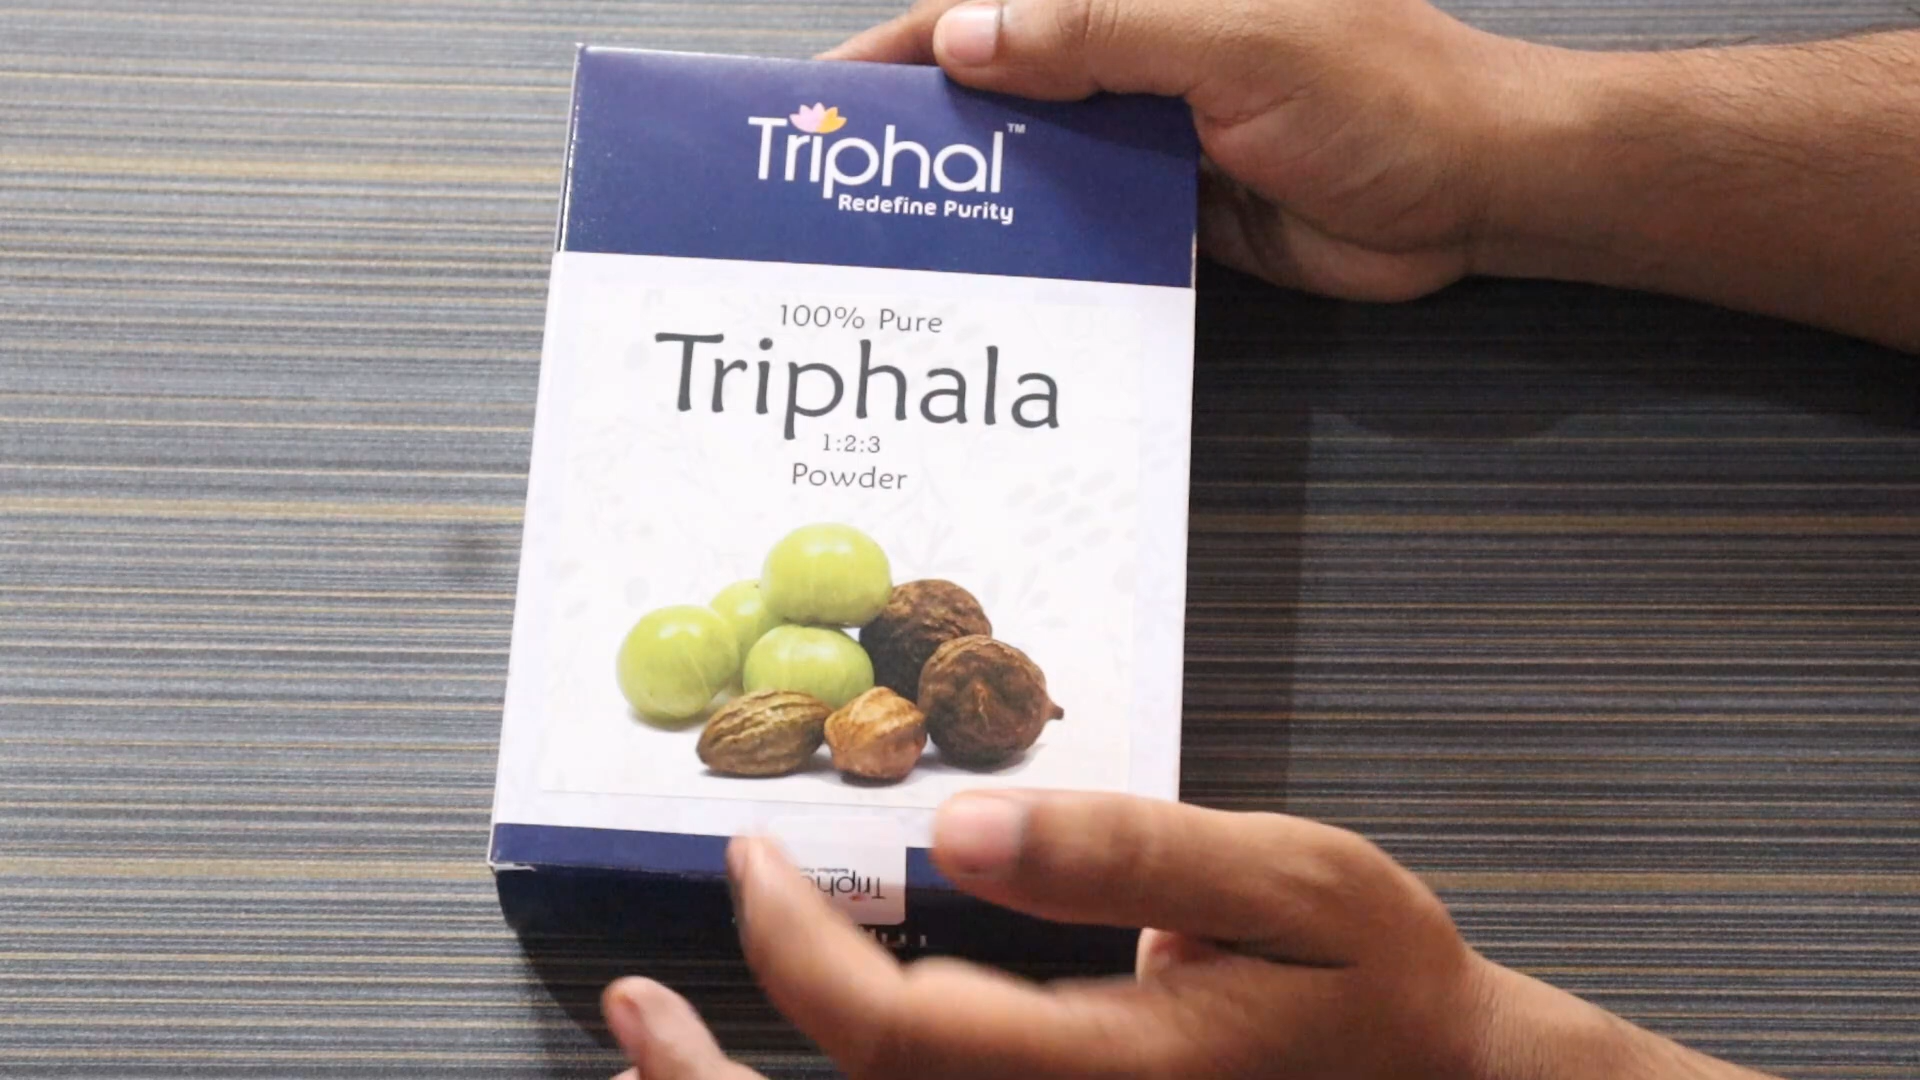 Triphal™
Redefine Purity
100% Pure
Triphala
1:2:3
Powder